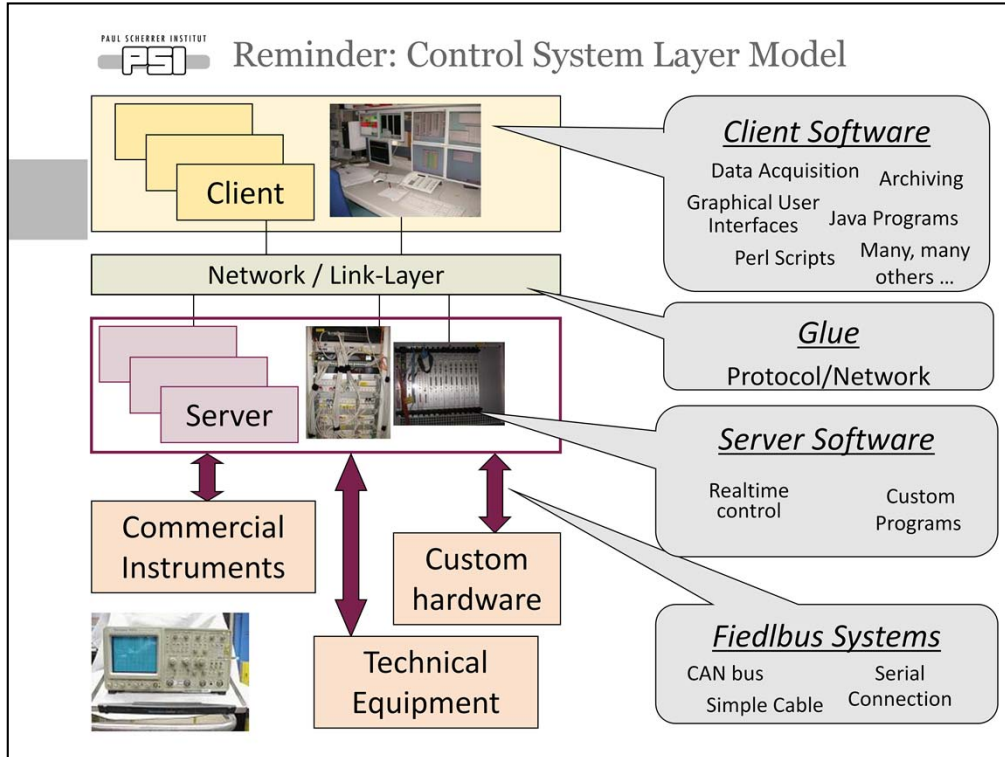 PAUL SCHERRER INSTITUT
PSI
Reminder: Control System Layer Model
Client
Network / Link-Layer
Server
Commercial
Instruments
Custom
hardware
Technical
Equipment
Client Software
Data Acquisition
Archiving
Graphical User
Interfaces
Java Programs
Perl Scripts
Many, many
others ...
Glue
Protocol/Network
Server Software
Realtime
control
Custom
Programs
Fiedlbus Systems
CAN bus
Serial
Connection
Simple Cable